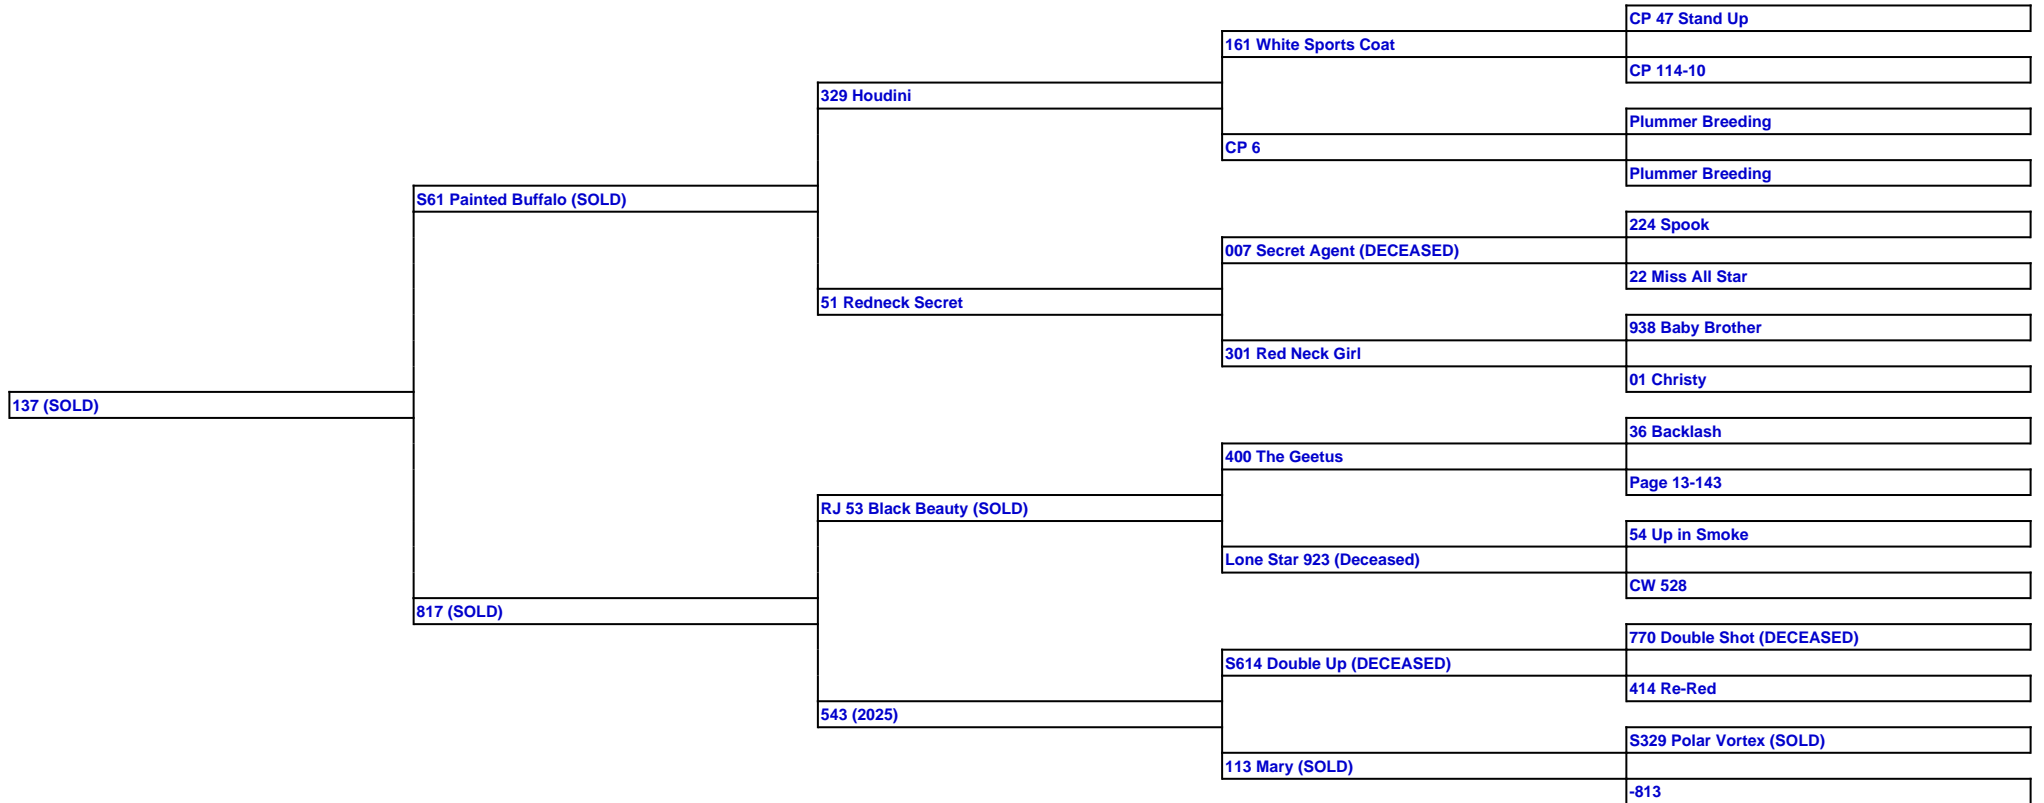 CP 47 Stand Up
161 White Sports Coat
CP 114-10
329 Houdini
Plummer Breeding
CP 6
Plummer Breeding
S61 Painted Buffalo (SOLD)
224 Spook
007 Secret Agent (DECEASED)
22 Miss All Star
51 Redneck Secret
938 Baby Brother
301 Red Neck Girl
01 Christy
137 (SOLD)
36 Backlash
400 The Geetus
Page 13-143
RJ 53 Black Beauty (SOLD)
54 Up in Smoke
Lone Star 923 (Deceased)
CW 528
817 (SOLD)
770 Double Shot (DECEASED)
S614 Double Up (DECEASED)
414 Re-Red
543 (2025)
S329 Polar Vortex (SOLD)
113 Mary (SOLD)
-813